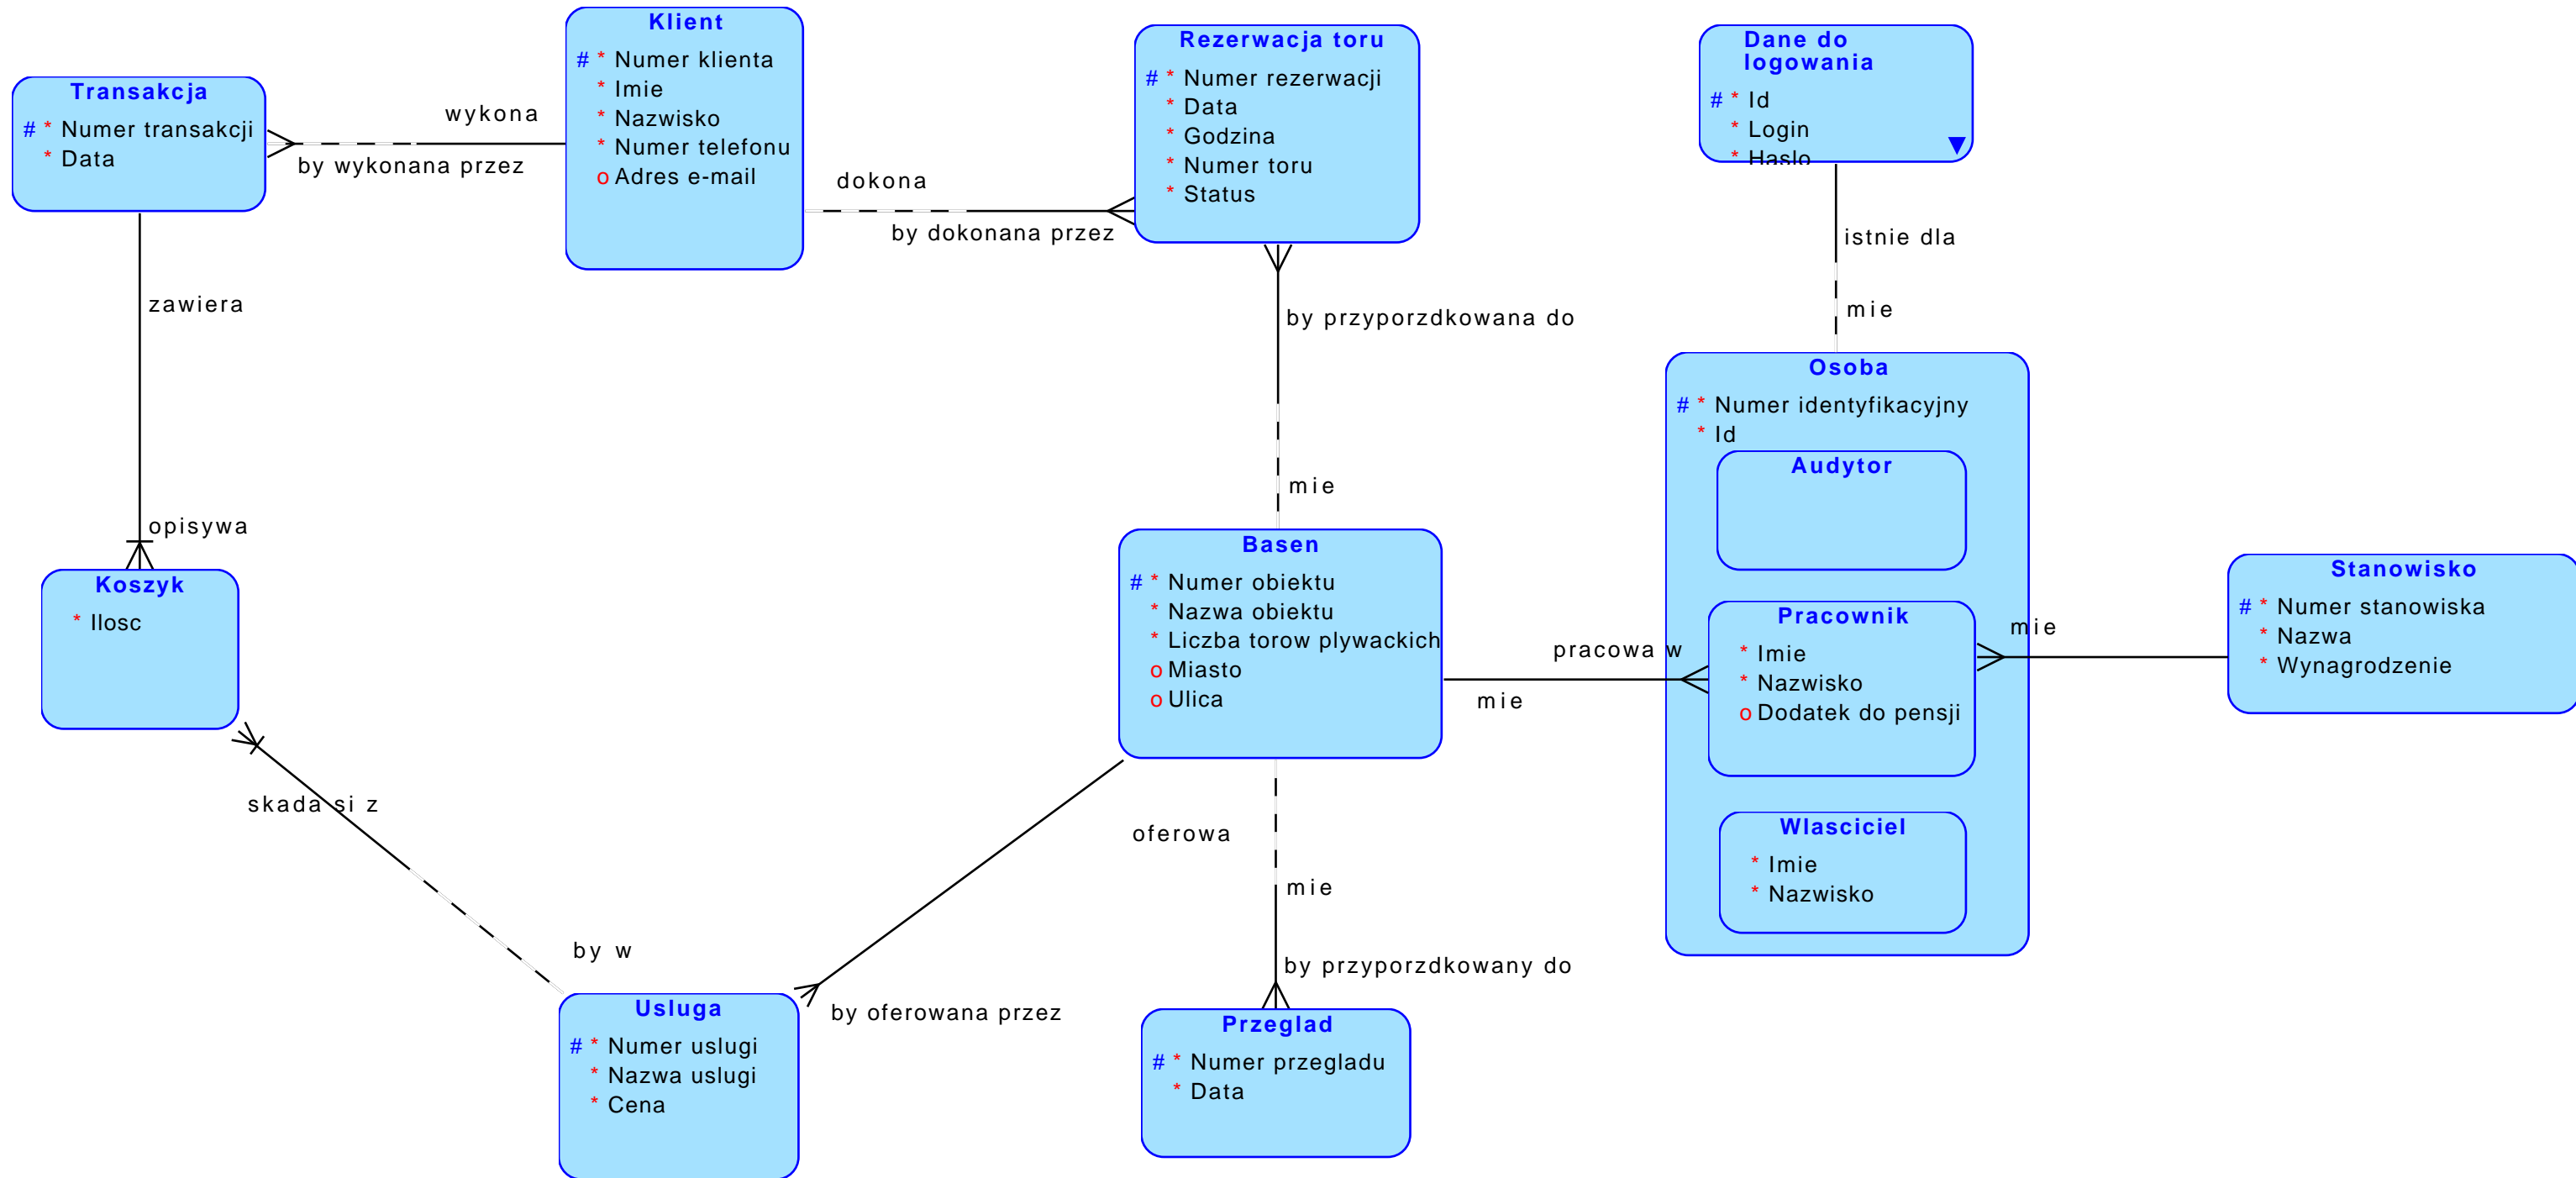 Klient
# * Numer klienta
* Imie
* Nazwisko
* Numer telefonu
o Adres e-mail
Rezerwacja toru
# * Numer rezerwacji
* Data
* Godzina
* Numer toru
* Status
Dane do
logowania
# * Id
* Login
* Haslo
Transakcja
# * Numer transakcji
* Data
wykona
by wykonana przez
dokona
by dokonana przez
istnie dla
mie
zawiera
opisywa
by przyporzdkowana do
mie
Osoba
# * Numer identyfikacyjny
* Id
Audytor
Pracownik
* Imie
* Nazwisko
o Dodatek do pensji
Wlasciciel
* Imie
* Nazwisko
Basen
# * Numer obiektu
* Nazwa obiektu
* Liczba torow plywackich
o Miasto
o Ulica
Stanowisko
# * Numer stanowiska
* Nazwa
* Wynagrodzenie
mie
pracowa w
mie
Koszyk
* Ilosc
skada si z
by w
oferowa
by oferowana przez
mie
by przyporzdkowany do
Usluga
# * Numer uslugi
* Nazwa uslugi
* Cena
Przeglad
# * Numer przegladu
* Data